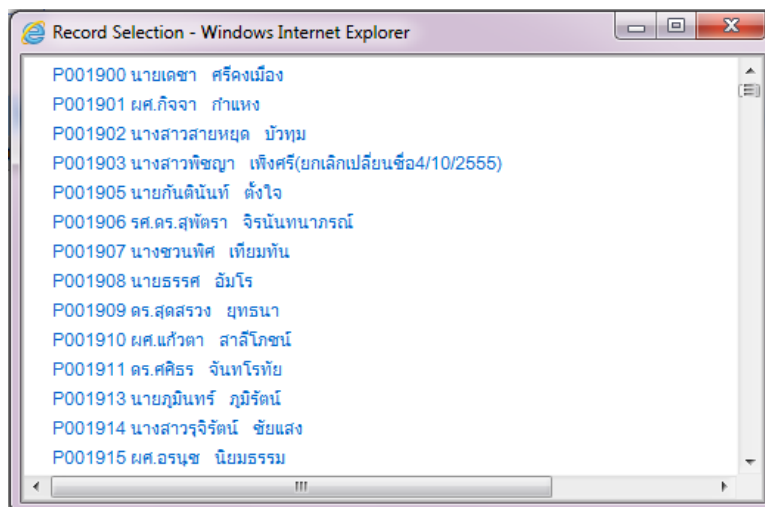 Record Selection - Windows Internet Explorer
P001900 นายเดชา ศรีคงเมือง
P001901 ผศ.กิจจา กำแหง
P001902 นางสาวสายหยุด บัวทุม
P001903 นางสาวพิชญา เพ็งศรี(ยกเลิกเปลี่ยนชื่อ4/10/2555)
P001905 นายกันตินันท์ ตั้งใจ
P001906 รศ.ดร.สุพัตรา จิรนันทนาภรณ์
P001907 นางชวนพิศ เทียมทัน
P001908 นายธรรศ อัมโร
P001909 ดร.สุดสรวง ยุทธนา
P001910 ผศ.แก้วตา สาลีโภชน์
P001911 ดร.ศศิธร จันทโรทัย
P001913 นายภูมินทร์ ภูมิรัตน์
P001914 นางสาวรุจิรัตน์ ชัยแสง
P001915 ผศ.อรนุช นิยมธรรม